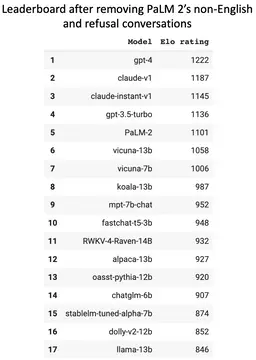 Leaderboard after removing PaLM 2's non-English
and refusal conversations
Model Elo rating
1 gpt-4 1222
2 claude-v1 1187
3 claude-instant-v1 1145
4 gpt-3.5-turbo 1136
5 PaLM-2 1101
6 vicuna-13b 1058
7 vicuna-7b 1006
8 koala-13b 987
9 mpt-7b-chat 952
10 fastchat-t5-3b 948
11 RWKV-4-Raven-14B 932
12 alpaca-13b 927
13 oasst-pythia-12b 920
14 chatglm-6b 907
15 stablelm-tuned-alpha-7b 874
16 dolly-v2-12b 852
17 llama-13b 846